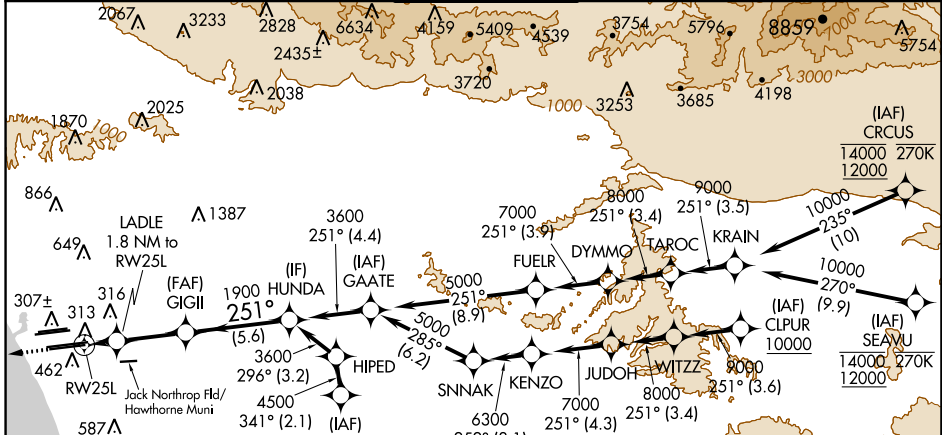 2067
3233
2828
2435±
6634
4159
5409
4539
3754
5796
8859
5754
3720
2038
1000
3253
3685
4198
3000
1870
1000
2025
(IAF)
CRCUS
14000 270K
12000
866
1387
LADLE
1.8 NM to
RW25L
649
307±
313
316
462
RW25L
587
Jack Northrop Fld/
Hawthorne Muni
(FAF)
GIGII
1900
251°
(5.6)
(IF)
HUNDA
3600
251° (4.4)
(IAF)
GAATE
5000
251°
(8.9)
FUELR
7000
251° (3.9)
DYMMO
8000
251° (3.4)
TAROC
9000
251° (3.5)
KRAIN
10000
235°
(10)
10000
270°
(9.9)
(IAF)
SEAVU
14000 270K
12000
(IAF)
CLPUR
10000
5000
285°
(6.2)
3600
296° (3.2)
HIPED
4500
341° (2.1)
(IAF)
SNNAK
6300
KENZO
7000
251° (4.3)
JUDOH
8000
251° (3.4)
WITZZ
9000
251° (3.6)